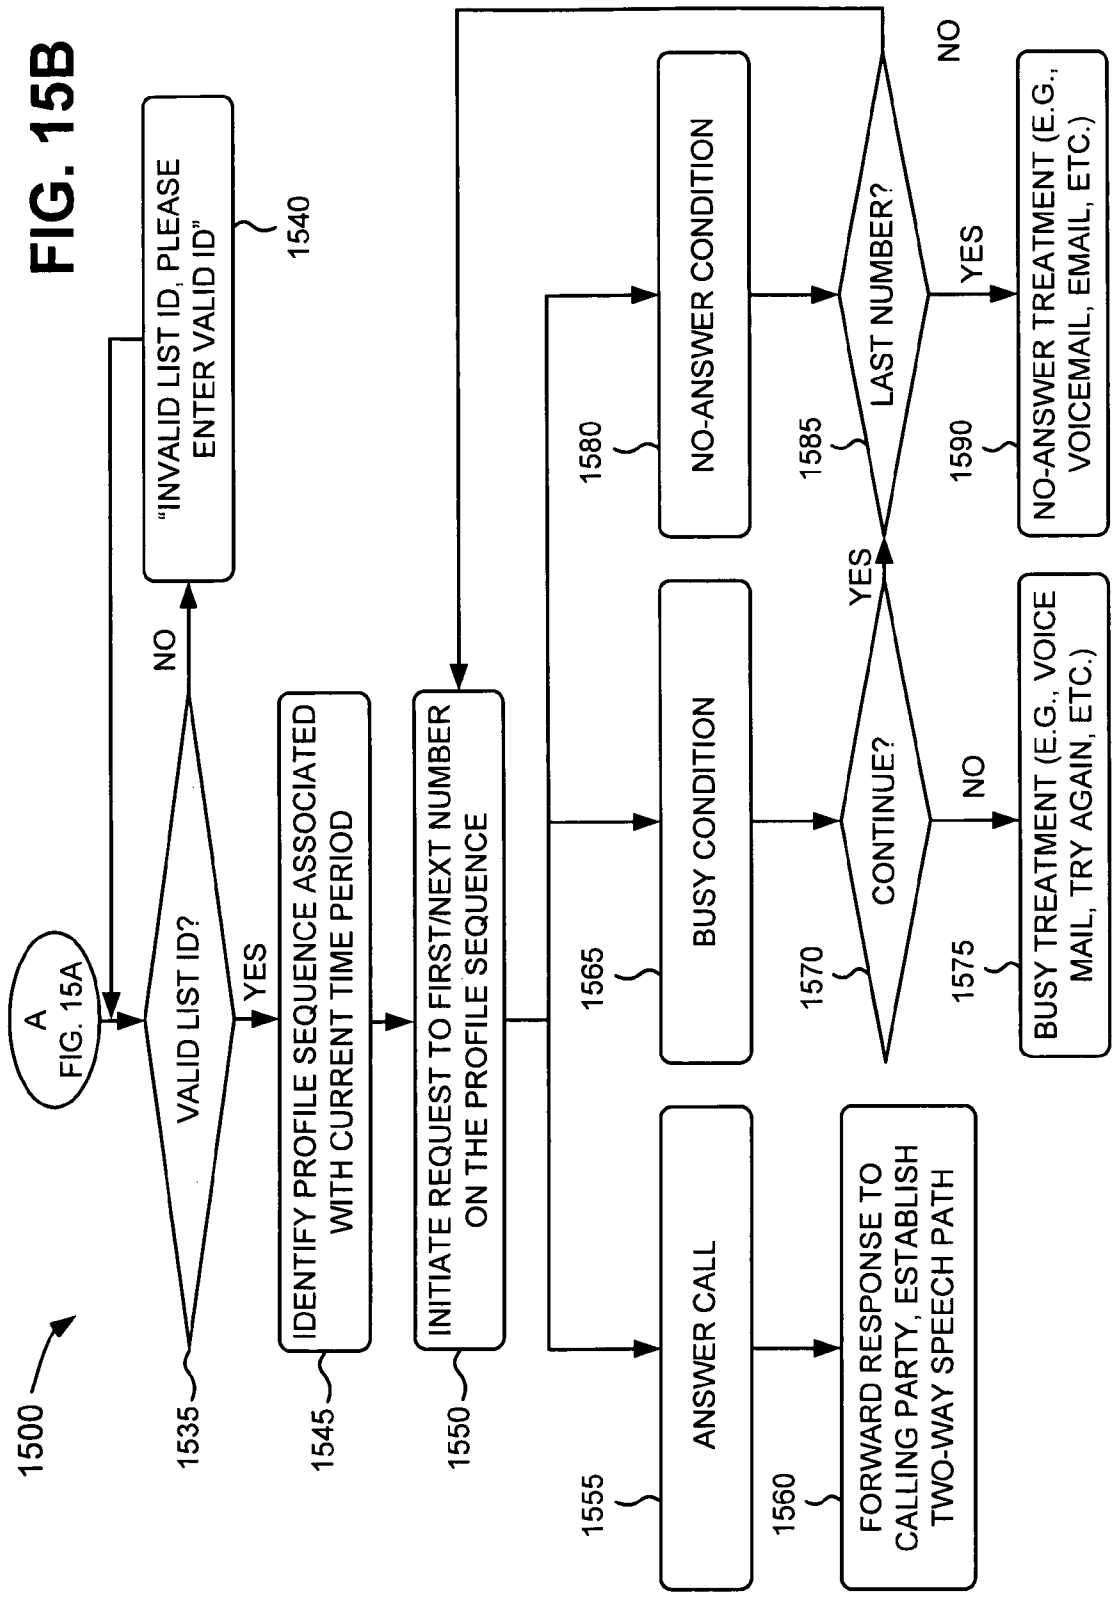 FIG. 15B
1500
A
FIG. 15A
1535
VALID LIST ID?
NO
"INVALID LIST ID, PLEASE
ENTER VALID ID"
1540
YES
1545
IDENTIFY PROFILE SEQUENCE ASSOCIATED
WITH CURRENT TIME PERIOD
1550
INITIATE REQUEST TO FIRST/NEXT NUMBER
ON THE PROFILE SEQUENCE
1555
ANSWER CALL
1565
BUSY CONDITION
1580
NO-ANSWER CONDITION
1560
FORWARD RESPONSE TO
CALLING PARTY, ESTABLISH
TWO-WAY SPEECH PATH
1570
CONTINUE?
YES
1585
LAST NUMBER?
NO
NO
YES
1575
BUSY TREATMENT (E.G., VOICE
MAIL, TRY AGAIN, ETC.)
1590
NO-ANSWER TREATMENT (E.G.,
VOICEMAIL, EMAIL, ETC.)